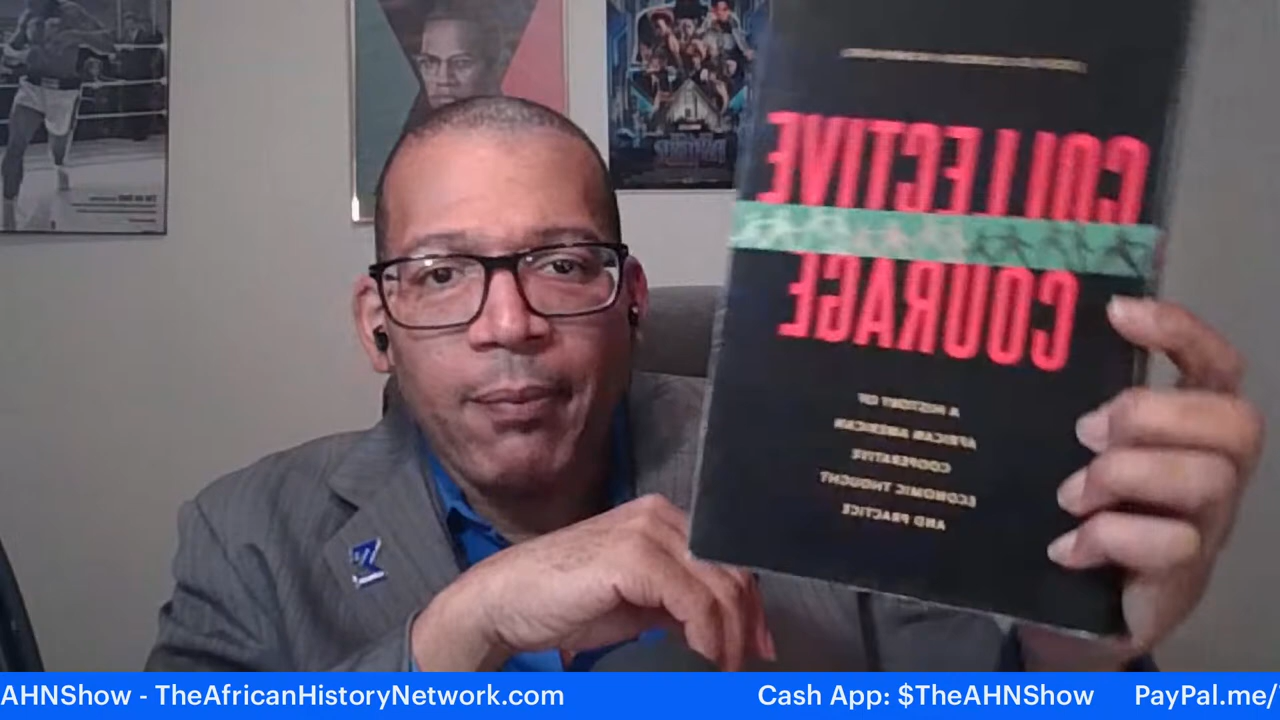 COLLECTIVE
COURAGE
A HISTORY OF
AFRICAN AMERICAN
COOPERATIVE
ECONOMIC THOUGHT
AND PRACTICE
AHNShow - TheAfricanHistoryNetwork.com
Cash App: $TheAHNShow
PayPal.me/